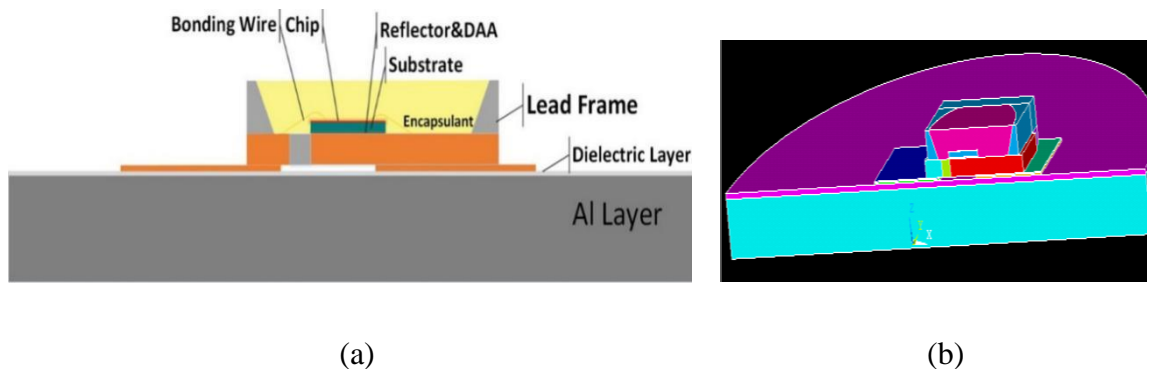 Bonding Wire Chip Reflector&DAA
Substrate
Lead Frame
Encapsulant
Dielectric Layer
Al Layer
Z
Y
X
(a) (b)